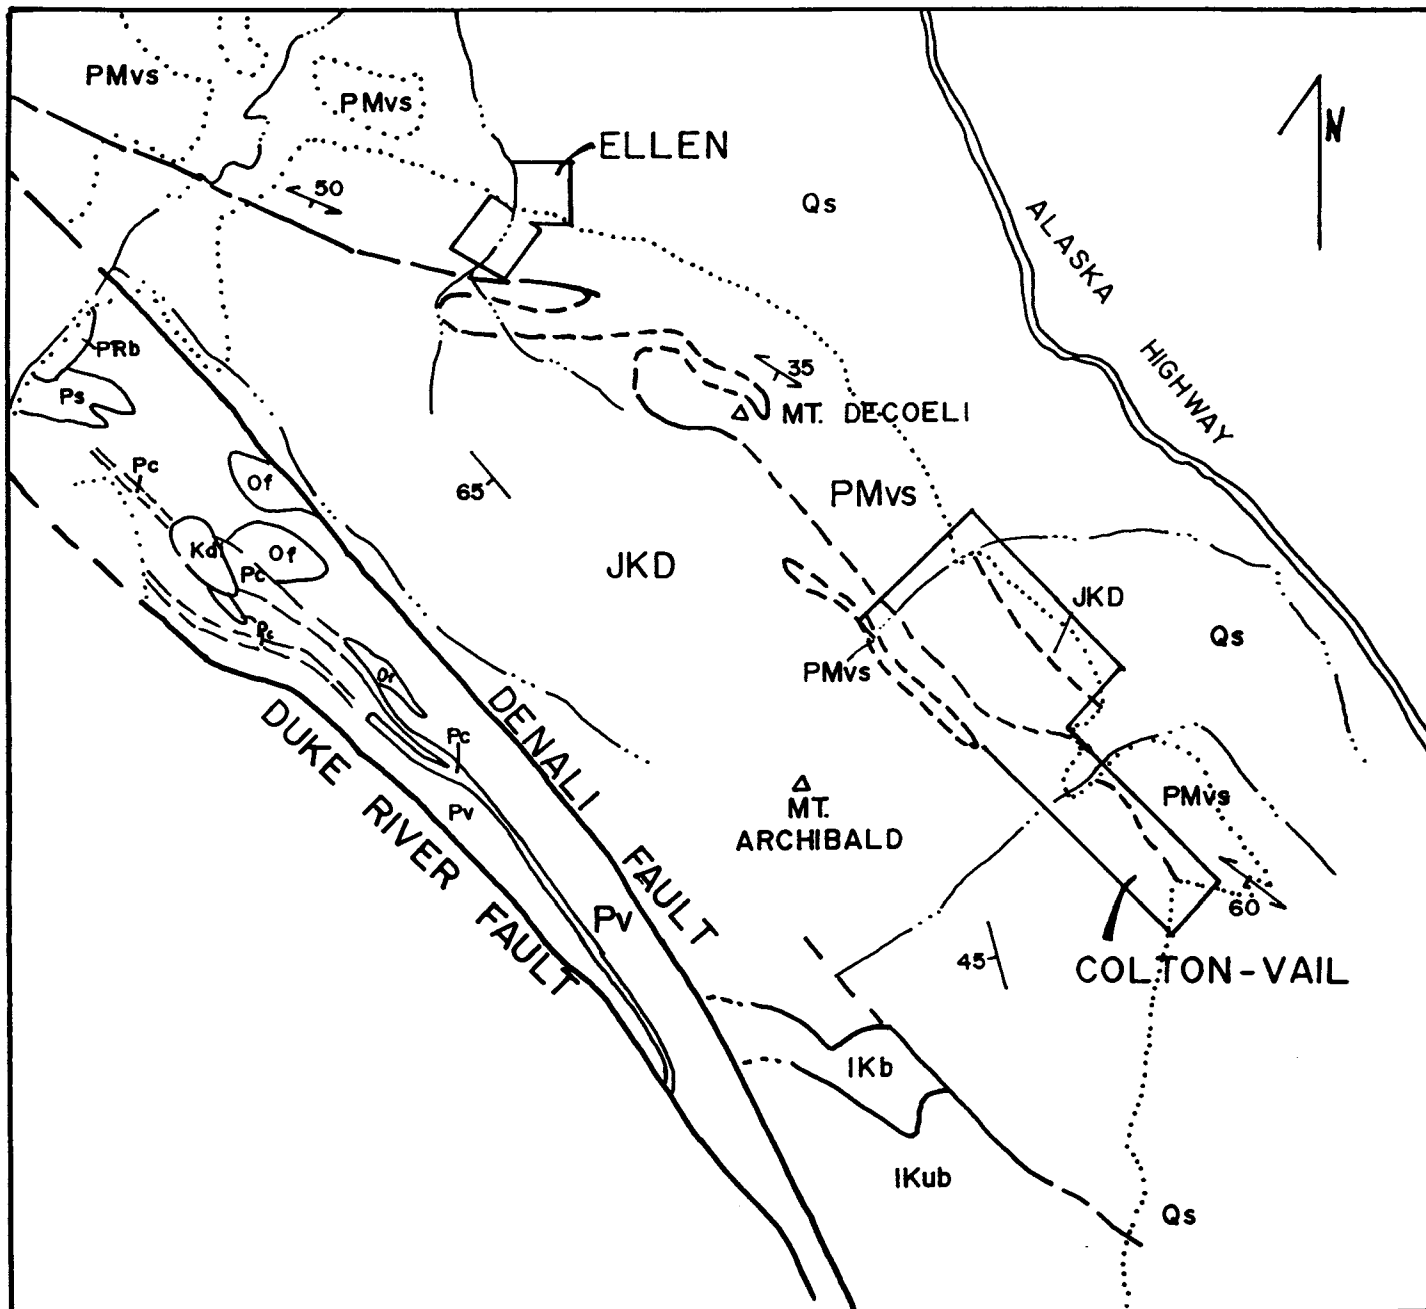 PMvs
PMvs
ELLEN
N
50
Qs
ALASKA
HIGHWAY
PRb
Ps
35
MT. DECOELI
Pc
65
Of
PMvs
Kd
Of
Pc
JKD
JKD
Pc
Qs
PMvs
Of
DENALI
FAULT
DUKE RIVER FAULT
Pc
Pv
MT.
ARCHIBALD
PMvs
Pv
60
45
COLTON-VAIL
IKb
IKub
Qs